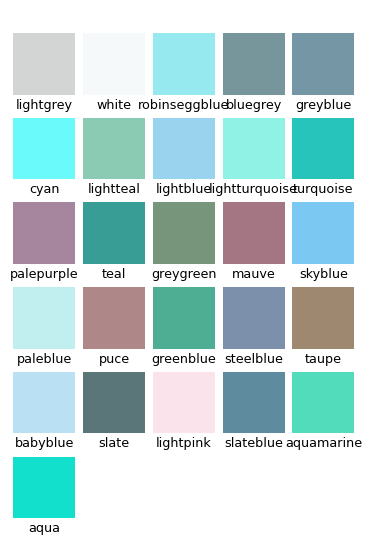 lightgrey white robinseggblue bluegrey greyblue
cyan lightteal lightblue lightturquoise turquoise
palepurple teal greygreen mauve skyblue
paleblue puce greenblue steelblue taupe
babyblue slate lightpink slateblue aquamarine
aqua